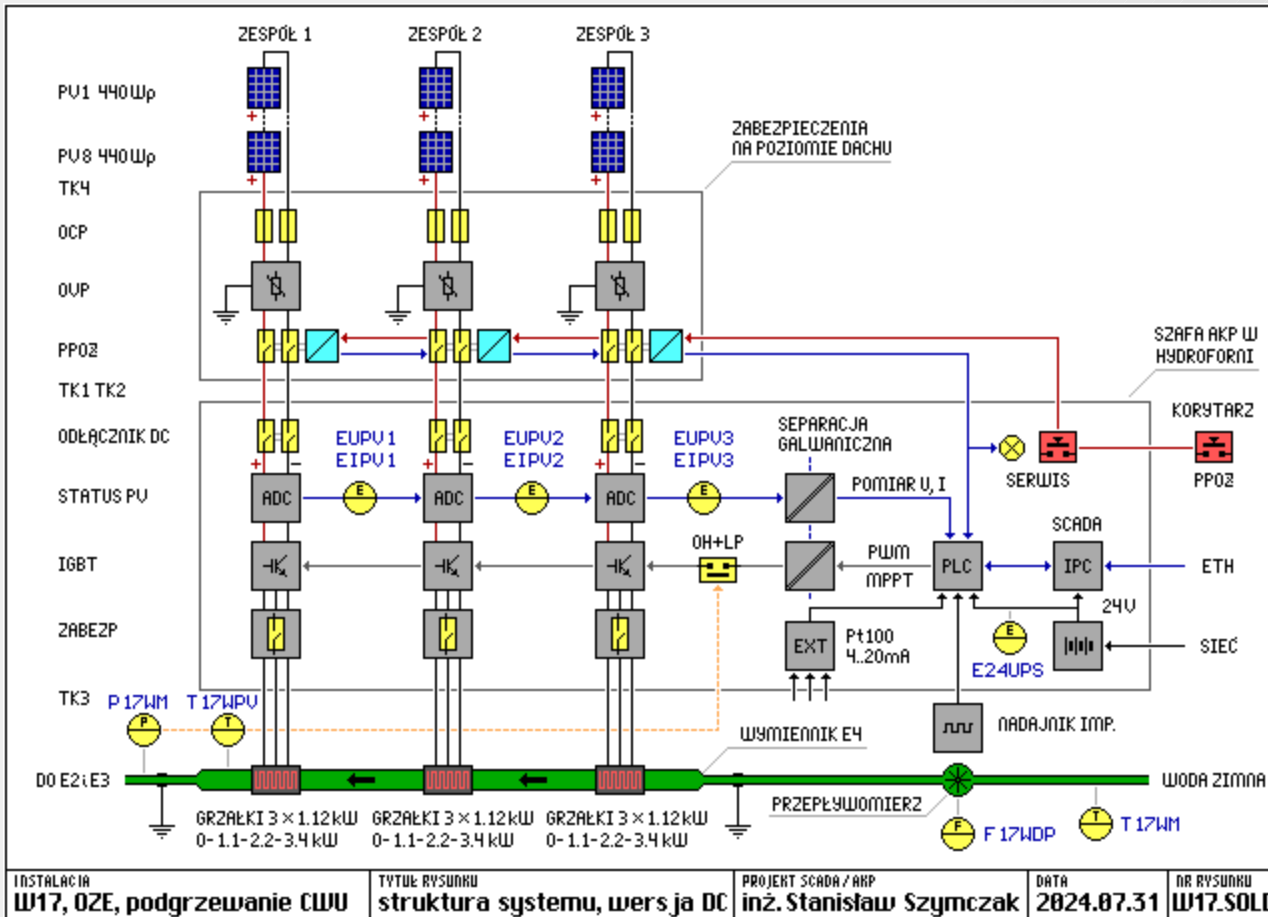 ZESPÓŁ 1
ZESPÓŁ 2
ZESPÓŁ 3
PV1 440Wp
+
+
+
ZABEZPIECZENIA
NA POZIOMIE DACHU
PV8 440Wp
+
+
+
TK4
OCP
OVP
PPOŻ
SZAFA AKP W
HYDROFORNI
TK1 TK2
KORYTARZ
ODŁĄCZNIK DC
EUPV1
EIPV1
EUPV2
EIPV2
EUPV3
EIPV3
SEPARACJA
GALWANICZNA
+ −
+ −
+ −
SERWIS
PPOŻ
STATUS PV
ADC
E
ADC
E
ADC
E
POMIAR U, I
SCADA
IGBT
OH+LP
PWM
MPPT
PLC
IPC
ETH
24V
ZABEZP
EXT
Pt100
4..20mA
E
E24UPS
SIEĆ
TK3
P17WM
T17WPV
P
T
NADAJNIK IMP.
WYMIENNIK E4
DO E2 i E3
WODA ZIMNA
PRZEPŁYWOMIERZ
GRZAŁKI 3 × 1.12 kW
0-1.1-2.2-3.4 kW
GRZAŁKI 3 × 1.12 kW
0-1.1-2.2-3.4 kW
GRZAŁKI 3 × 1.12 kW
0-1.1-2.2-3.4 kW
F
F17WDP
T
T17WM
INSTALACJA
W17, OZE, podgrzewanie CWU
TYTUŁ RYSUNKU
struktura systemu, wersja DC
PROJEKT SCADA / AKP
inż. Stanisław Szymczak
DATA
2024.07.31
NR RYSUNKU